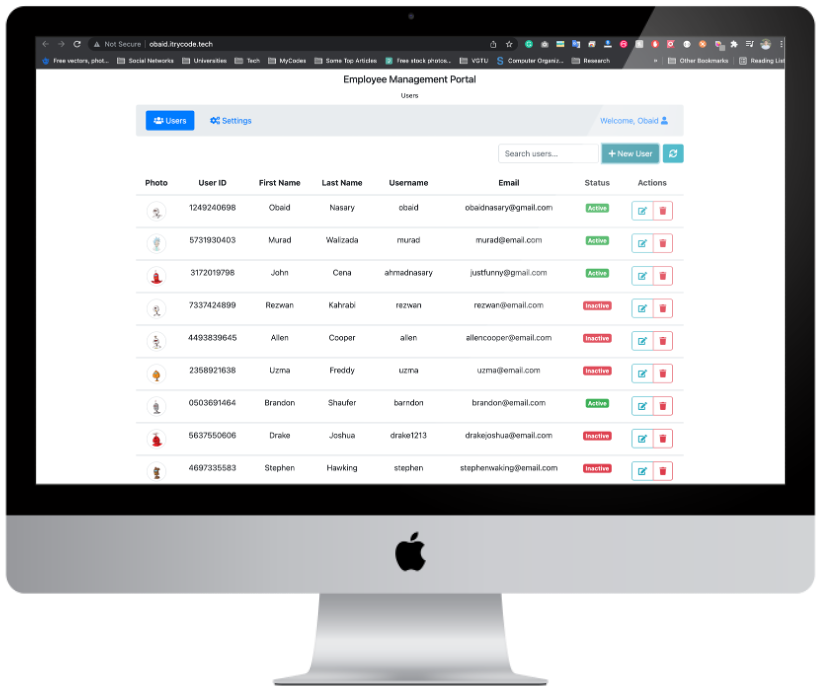 Not Secure | obaid.itrycode.tech
Free vectors, phot... Social Networks Universities Tech MyCodes Some Top Articles Free stock photos... VGTU Computer Organiz... Research » Other Bookmarks Reading List
Employee Management Portal
Users
Users Settings Welcome, Obaid
Search users... + New User
Photo User ID First Name Last Name Username Email Status Actions
1249240698 Obaid Nasary obaid obaidnasary@gmail.com Active
5731930403 Murad Walizada murad murad@email.com Active
3172019798 John Cena ahmadnasary justfunny@gmail.com Active
7337424899 Rezwan Kahrabi rezwan rezwan@email.com Inactive
4493839645 Allen Cooper allen allencooper@email.com Inactive
2358921638 Uzma Freddy uzma uzma@email.com Inactive
0503691464 Brandon Shaufer barndon brandon@email.com Active
5637550606 Drake Joshua drake1213 drakejoshua@email.com Inactive
4697335583 Stephen Hawking stephen stephenwaking@email.com Inactive